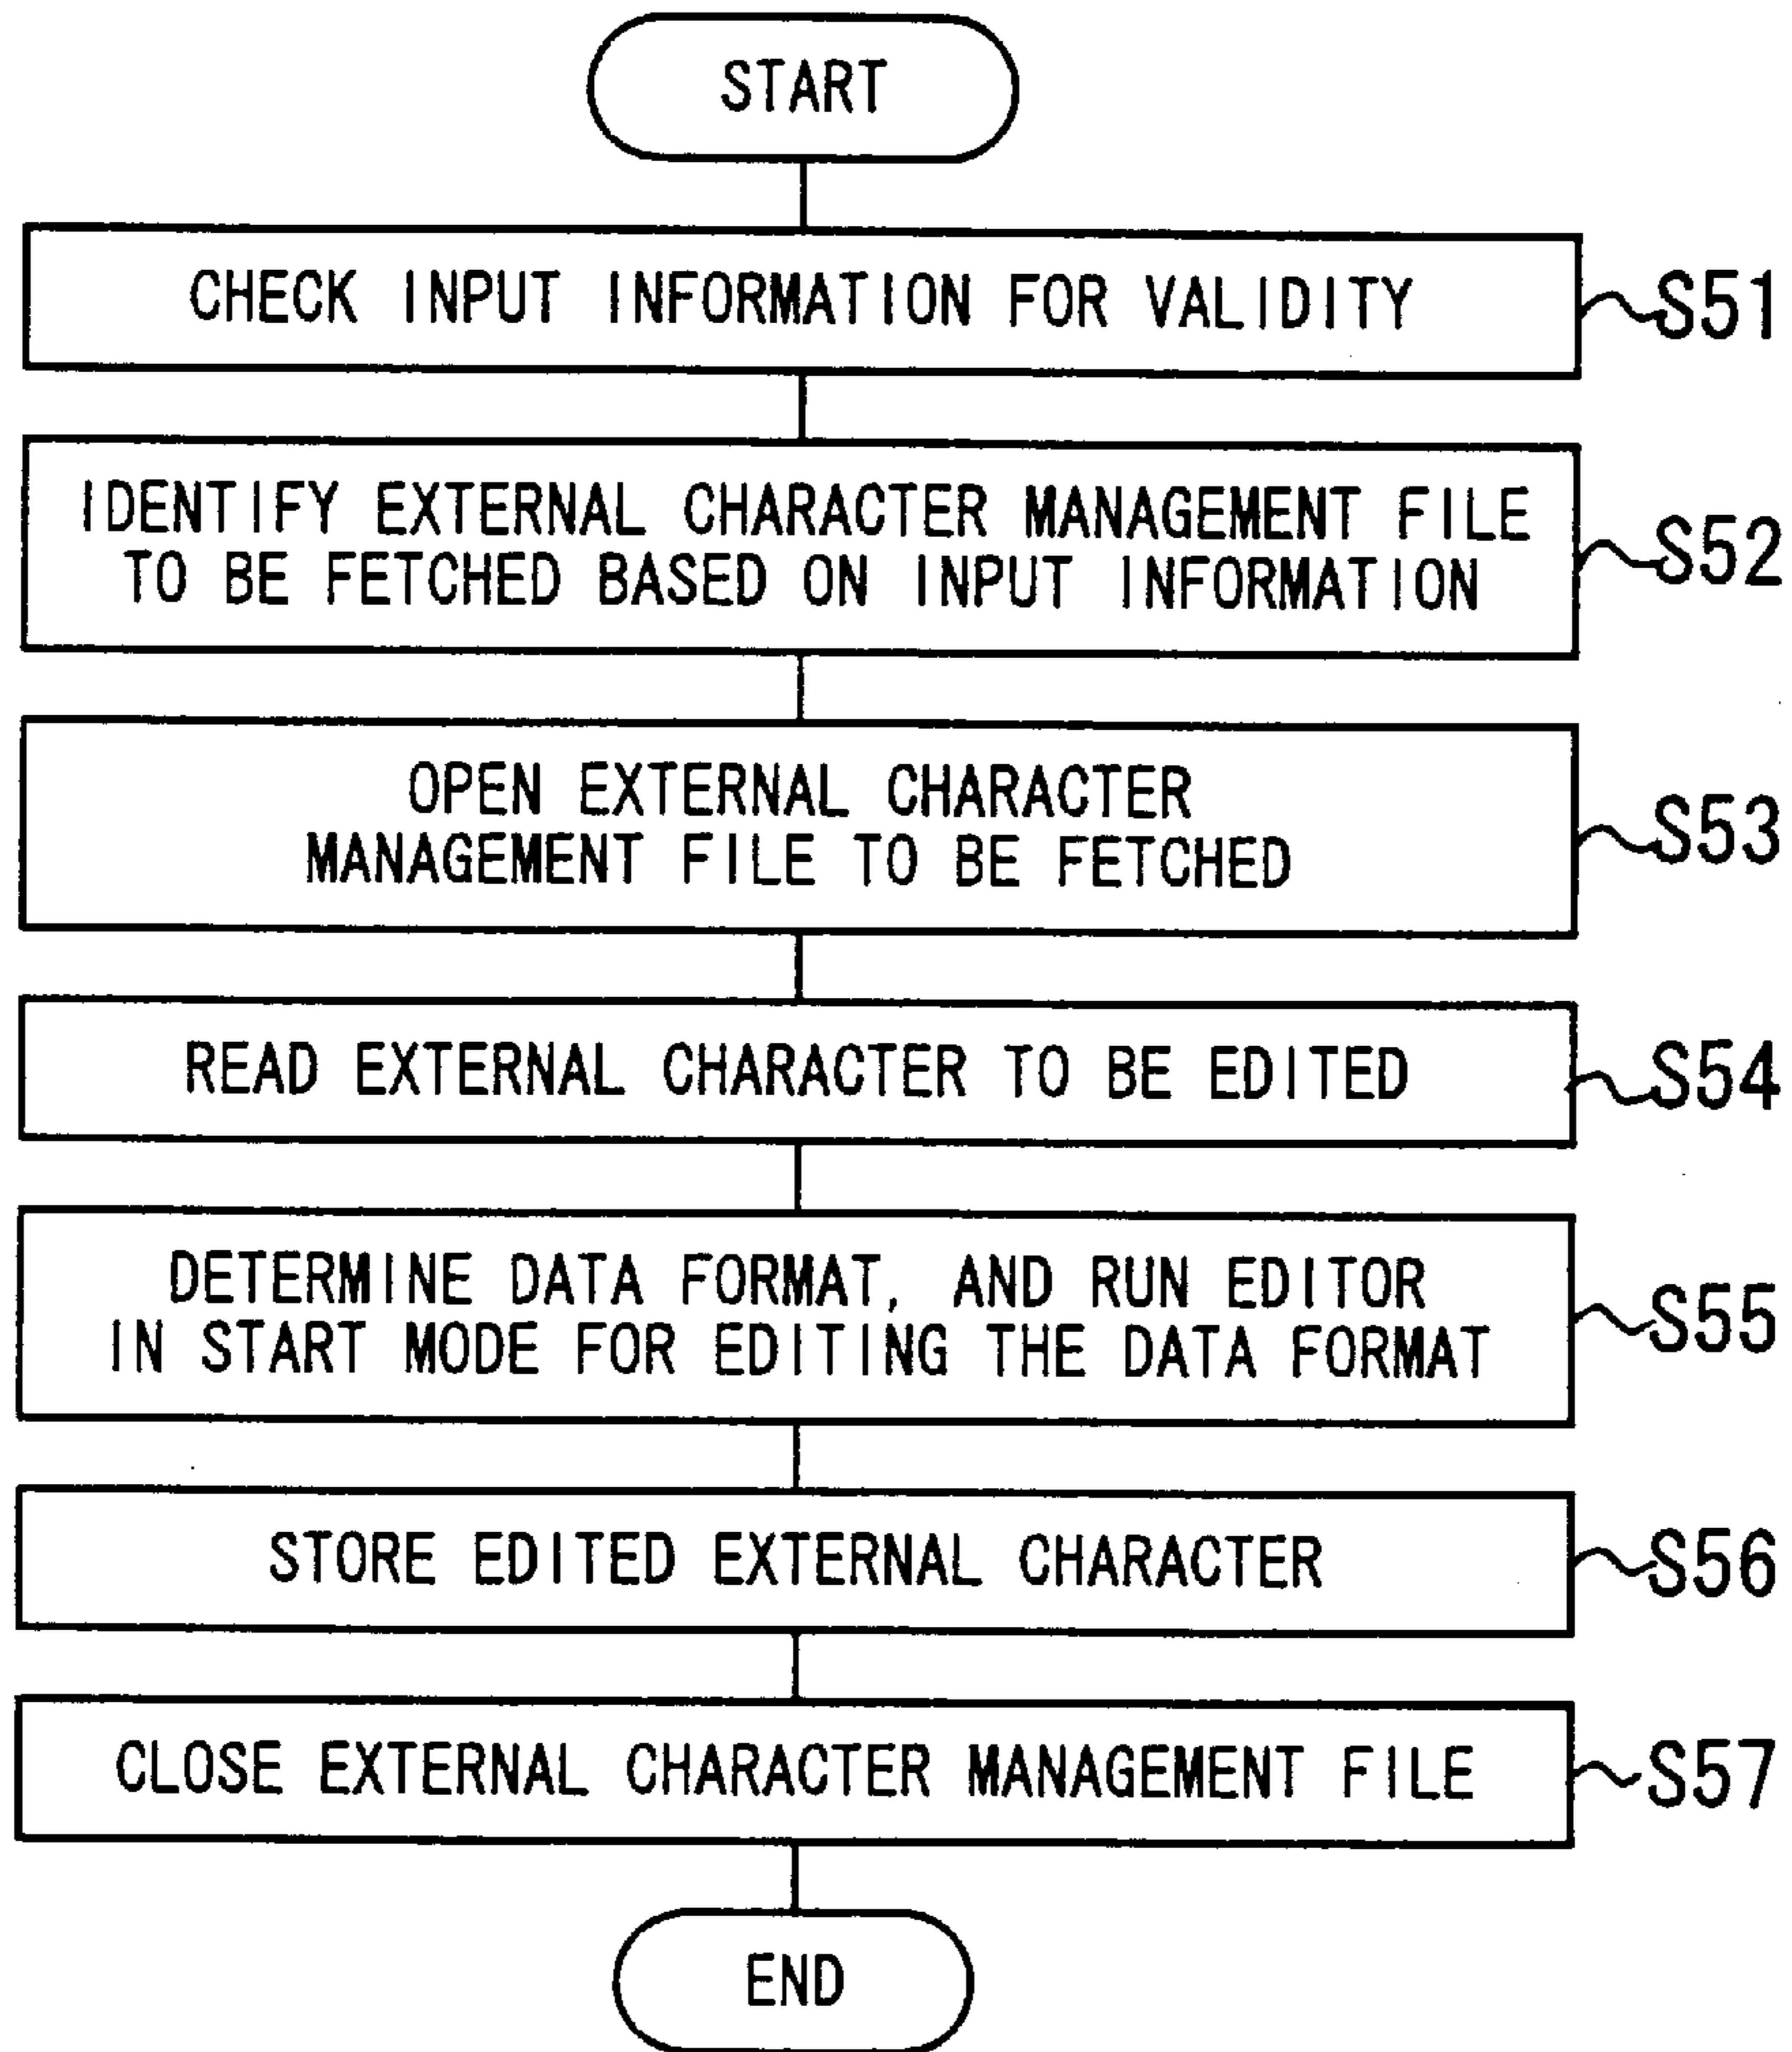 START
CHECK INPUT INFORMATION FOR VALIDITY
S51
IDENTIFY EXTERNAL CHARACTER MANAGEMENT FILE
TO BE FETCHED BASED ON INPUT INFORMATION
S52
OPEN EXTERNAL CHARACTER
MANAGEMENT FILE TO BE FETCHED
S53
READ EXTERNAL CHARACTER TO BE EDITED
S54
DETERMINE DATA FORMAT, AND RUN EDITOR
IN START MODE FOR EDITING THE DATA FORMAT
S55
STORE EDITED EXTERNAL CHARACTER
S56
CLOSE EXTERNAL CHARACTER MANAGEMENT FILE
S57
END